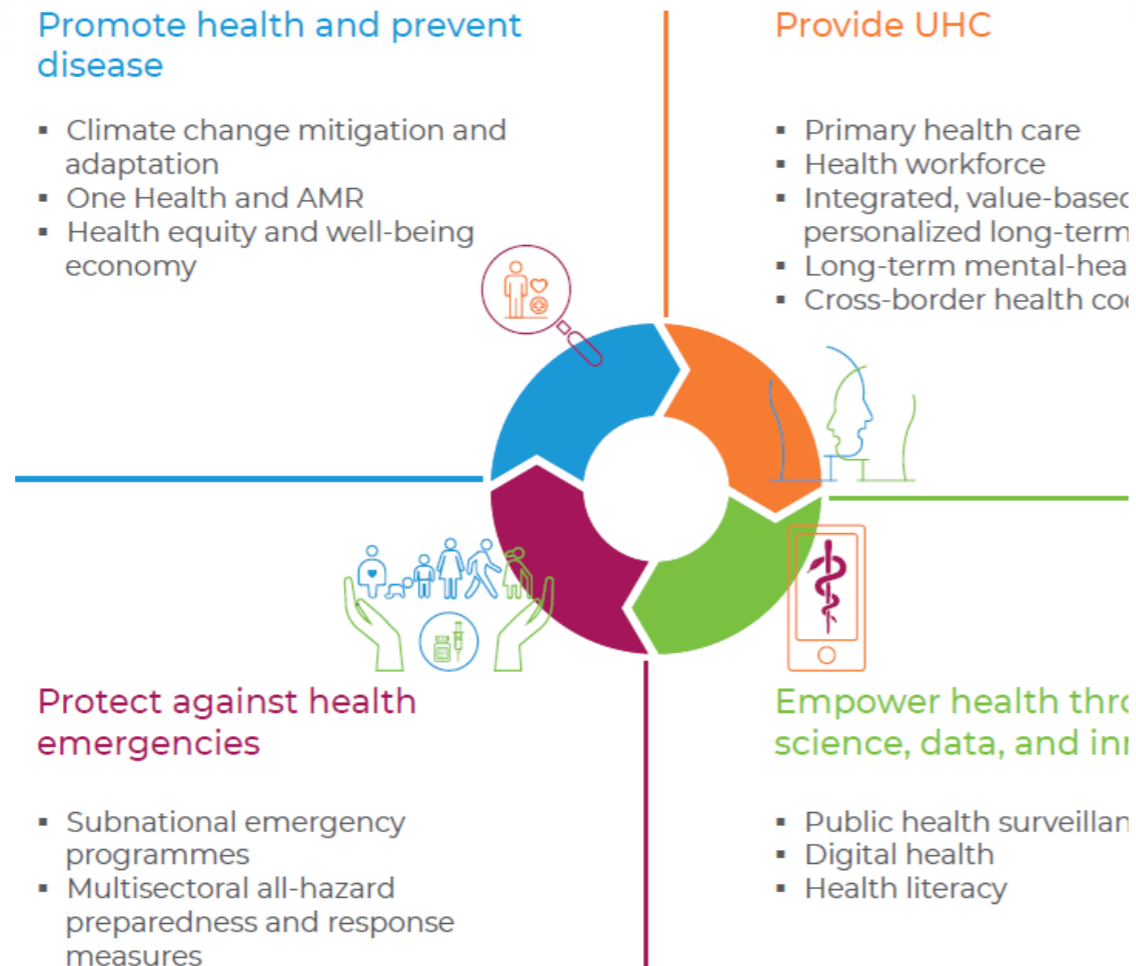 Promote health and prevent
disease
▪ Climate change mitigation and
adaptation
▪ One Health and AMR
▪ Health equity and well-being
economy
Provide UHC
▪ Primary health care
▪ Health workforce
▪ Integrated, value-based
personalized long-term
▪ Long-term mental-hea
▪ Cross-border health coo
Protect against health
emergencies
▪ Subnational emergency
programmes
▪ Multisectoral all-hazard
preparedness and response
measures
Empower health thro
science, data, and inn
▪ Public health surveillan
▪ Digital health
▪ Health literacy